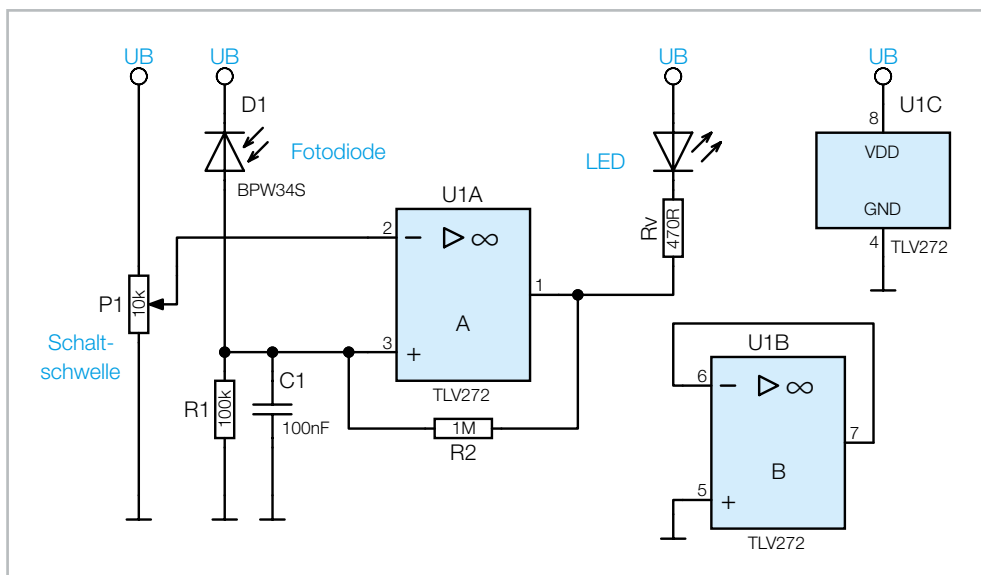 UB
UB
UB
UB
D1
Fotodiode
BPW34S
LED
Rv
470R
U1C
8
VDD
GND
4
TLV272
U1A
2
−
∞
1
A
3
+
TLV272
P1
10k
Schalt-
schwelle
R1
100k
C1
100nF
1M
R2
U1B
6
−
∞
7
B
5
+
TLV272